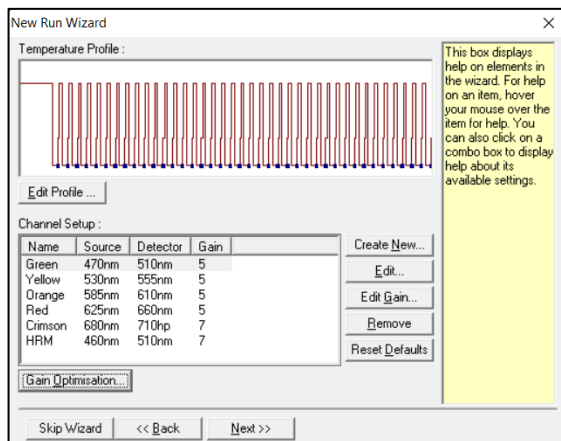 New Run Wizard
Temperature Profile :
This box displays
help on elements in
the wizard. For help
on an item, hover
your mouse over the
item for help. You
can also click on a
combo box to display
help about its
available settings.
Edit Profile ...
Channel Setup :
Name Source Detector Gain
Green 470nm 510nm 5
Yellow 530nm 555nm 5
Orange 585nm 610nm 5
Red 625nm 660nm 5
Crimson 680nm 710hp 7
HRM 460nm 510nm 7
Create New...
Edit...
Edit Gain...
Remove
Reset Defaults
Gain Optimisation...
Skip Wizard << Back Next >>